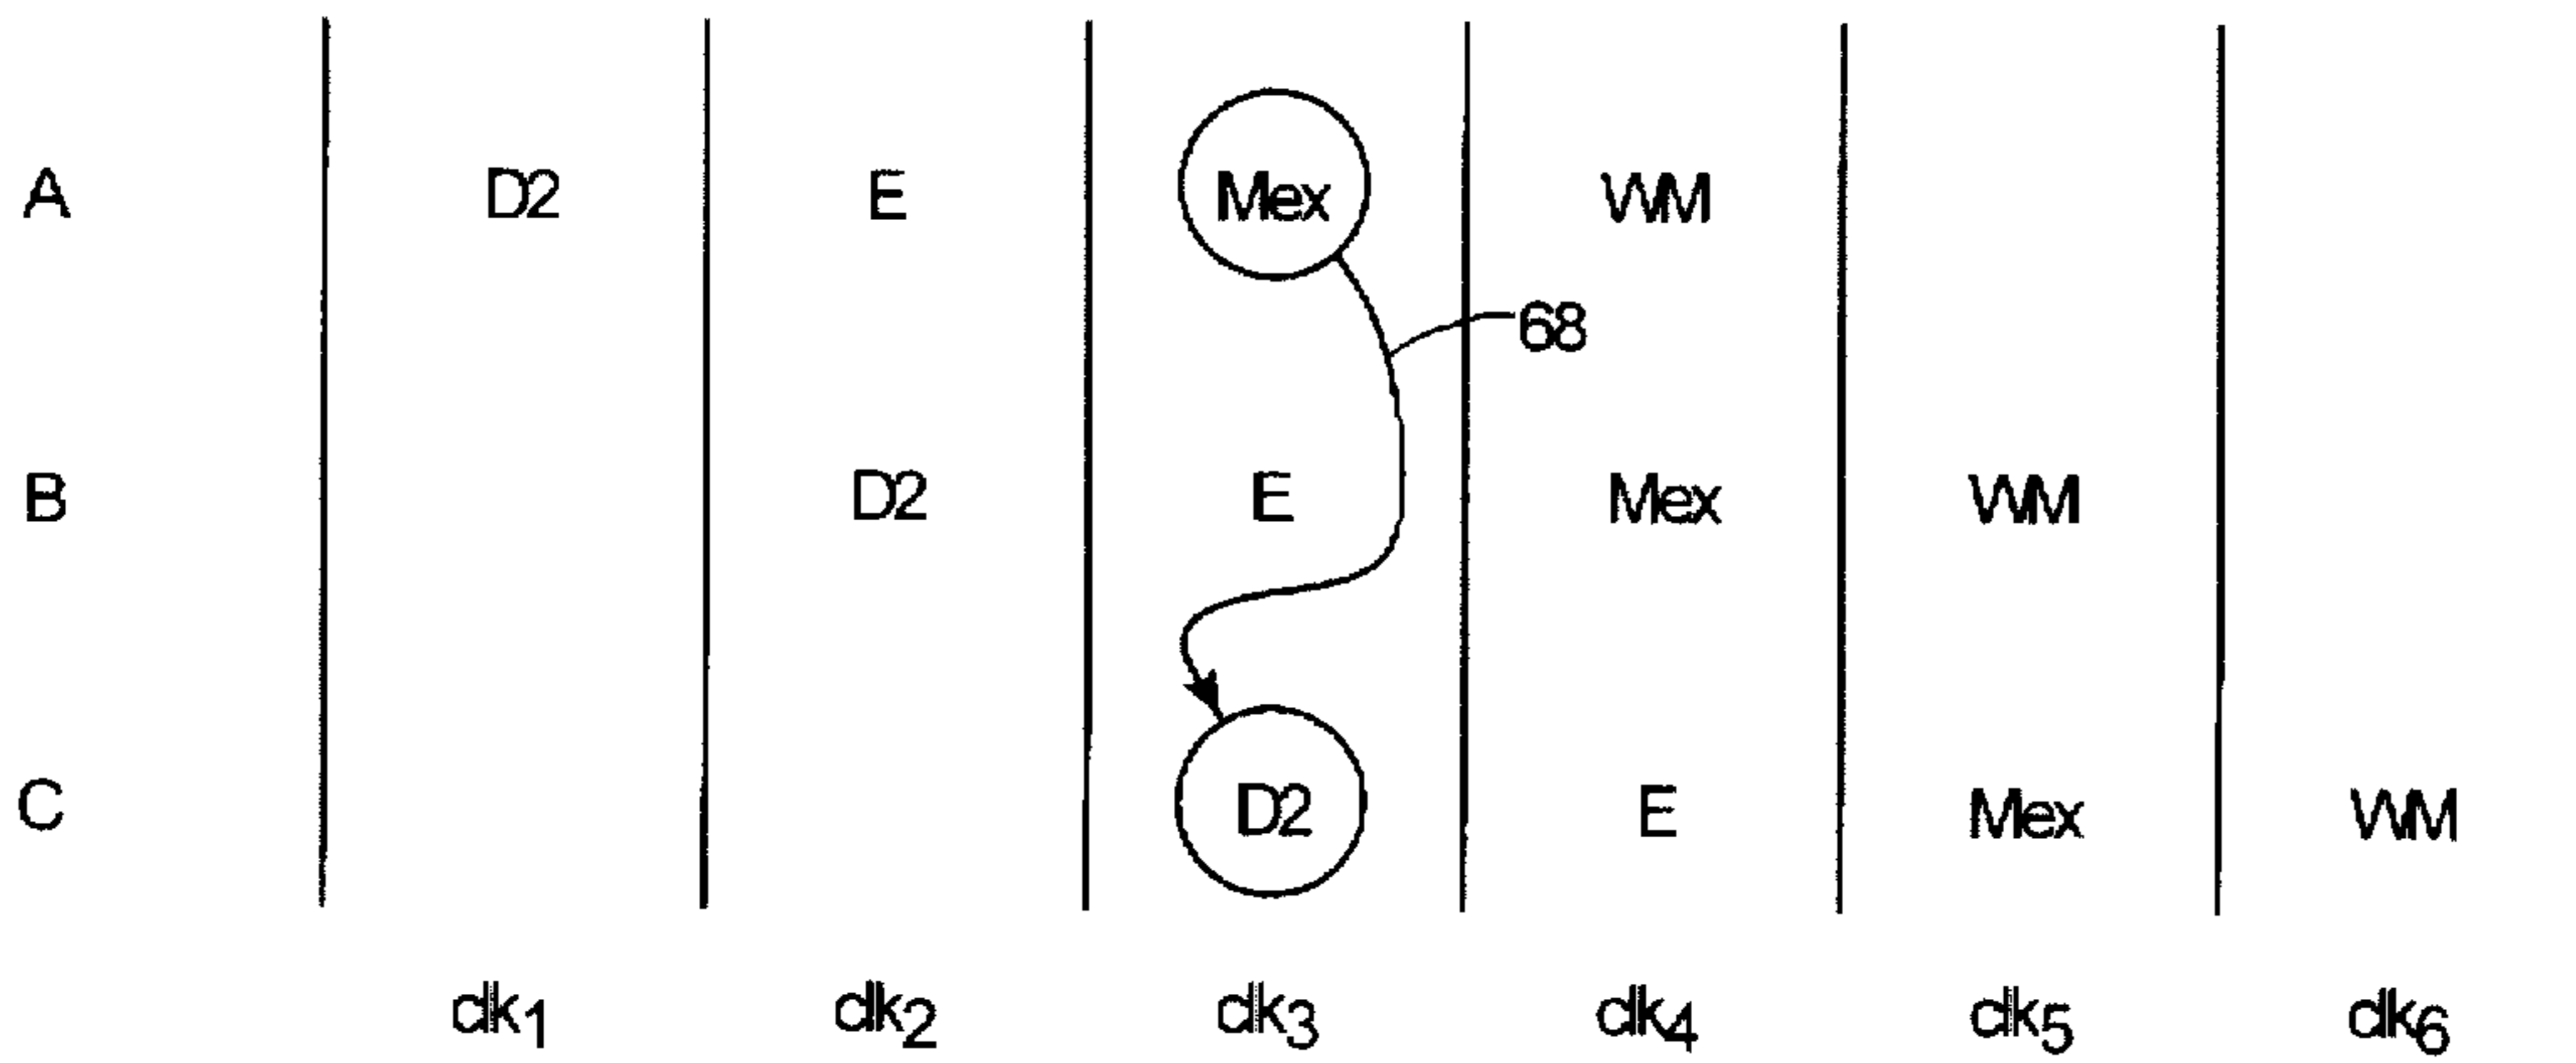 A D2 E Mex WM
68
B D2 E Mex WM
C D2 E Mex WM
clk1 clk2 clk3 clk4 clk5 clk6